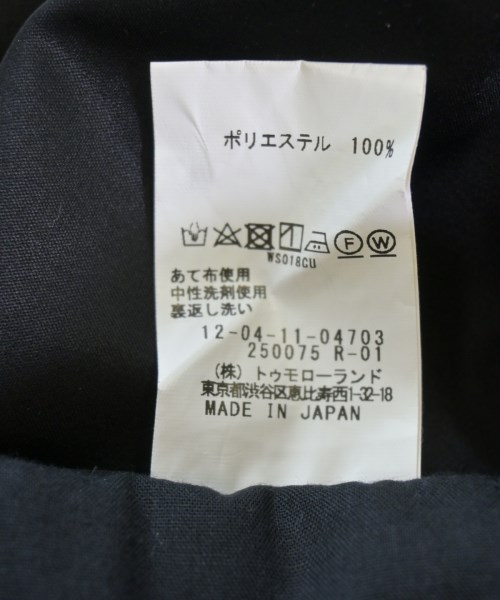 ポリエステル 100%
F W
WS018CU
あて布使用
中性洗剤使用
裏返し洗い
12-04-11-04703
250075 R-01
(株) トゥモローランド
東京都渋谷区恵比寿西1-32-18
MADE IN JAPAN